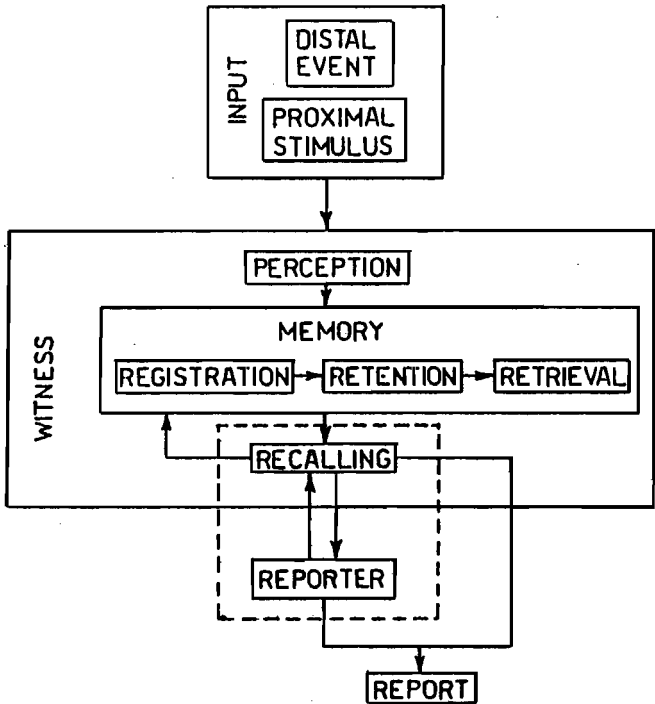 INPUT
DISTAL
EVENT
PROXIMAL
STIMULUS
WITNESS
PERCEPTION
MEMORY
REGISTRATION
RETENTION
RETRIEVAL
RECALLING
REPORTER
REPORT